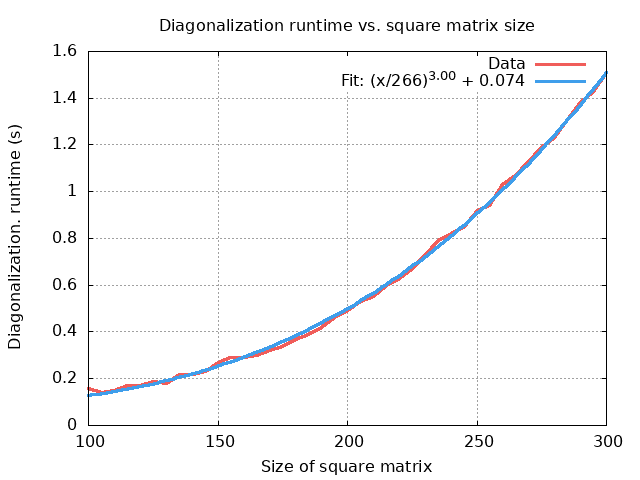 Diagonalization runtime vs. square matrix size
Data
Fit: (x/266)^3.00 + 0.074
1.6
1.4
1.2
1
0.8
0.6
0.4
0.2
0
Diagonalization. runtime (s)
100 150 200 250 300
Size of square matrix